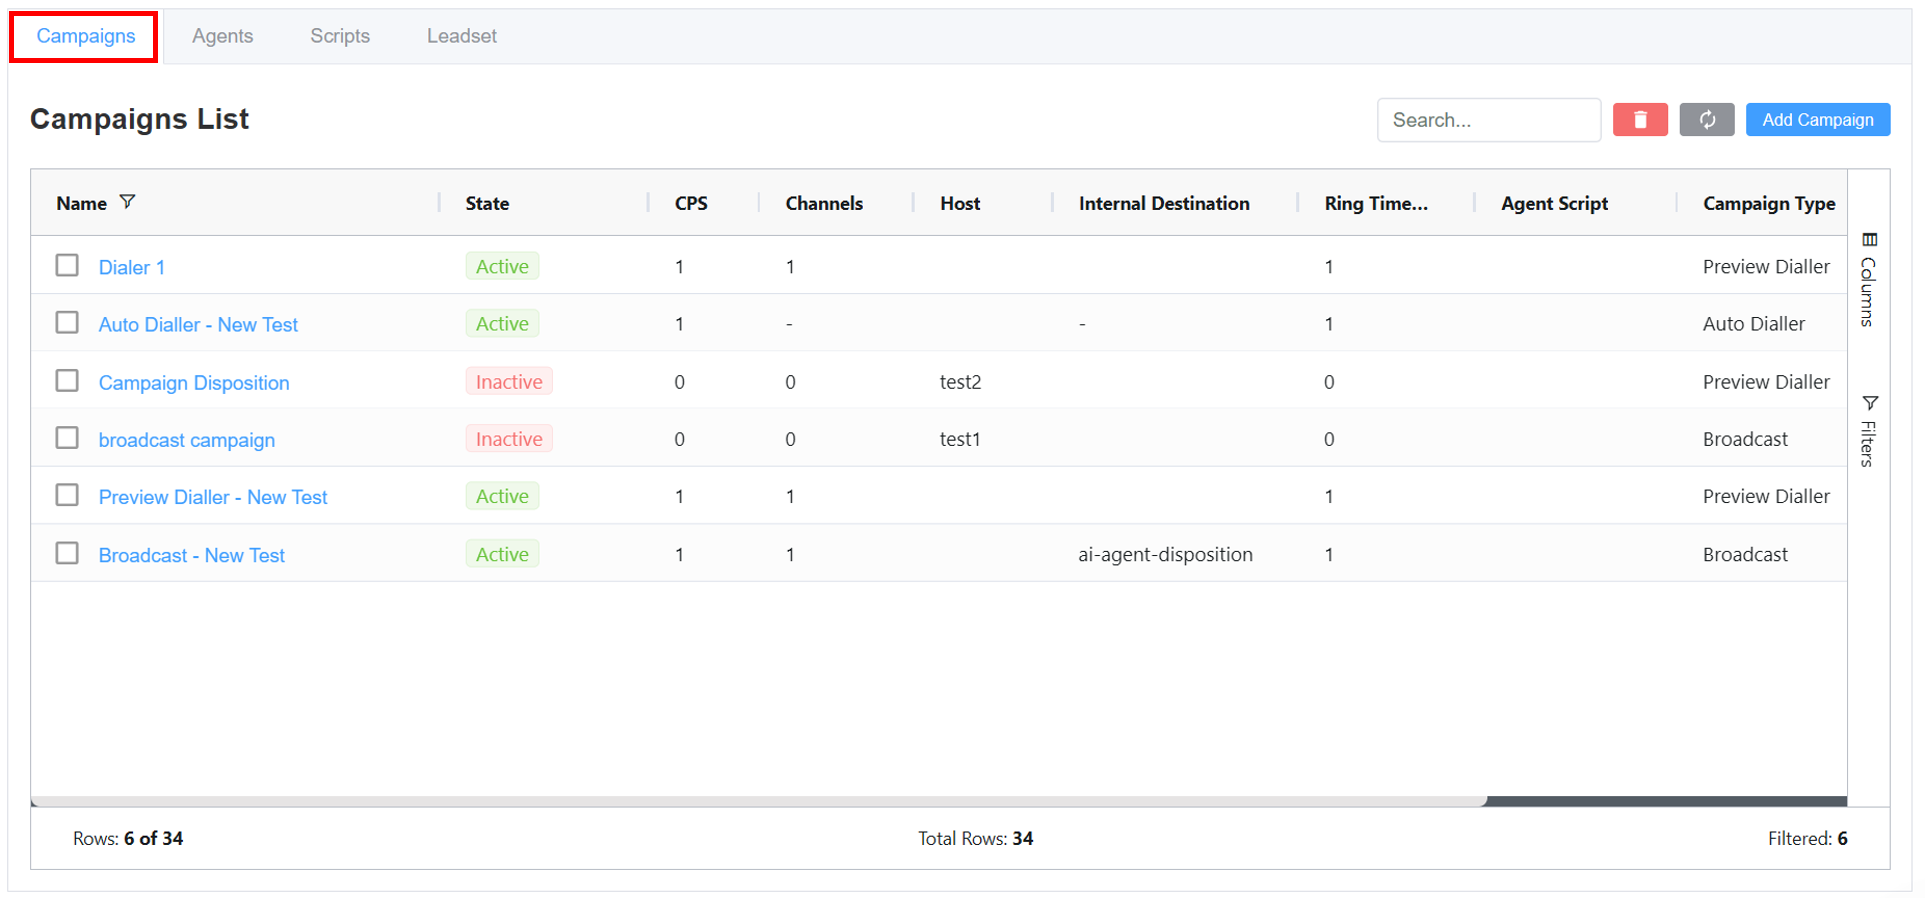 Campaigns Agents Scripts Leadset
Campaigns List
Search... Add Campaign
Name State CPS Channels Host Internal Destination Ring Time... Agent Script Campaign Type
Dialer 1 Active 1 1 1 Preview Dialler
Auto Dialler - New Test Active 1 - - 1 Auto Dialler
Campaign Disposition Inactive 0 0 test2 0 Preview Dialler
broadcast campaign Inactive 0 0 test1 0 Broadcast
Preview Dialler - New Test Active 1 1 1 Preview Dialler
Broadcast - New Test Active 1 1 ai-agent-disposition 1 Broadcast
Columns
Filters
Rows: 6 of 34 Total Rows: 34 Filtered: 6